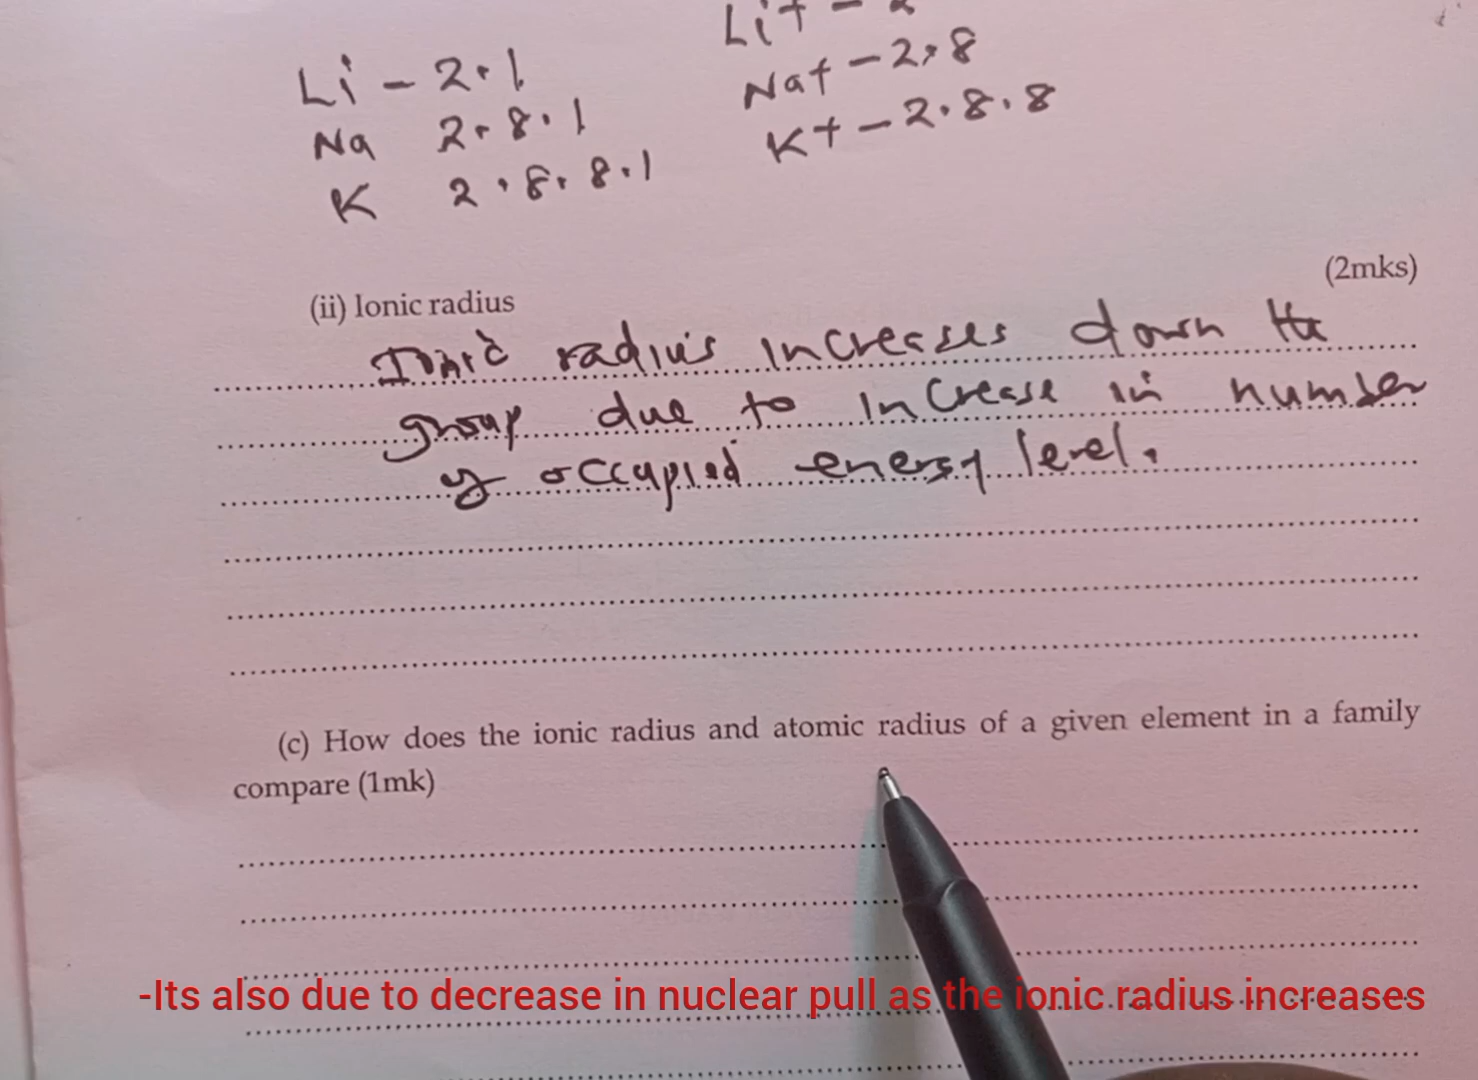 Li+ - 2
Li - 2.1
Na+ - 2,8
Na 2.8.1
K+ - 2.8.8
K 2.8.8.1
(2mks)
(ii) Ionic radius
Ionic radius increases down the
group due to increase in number
of occupied energy level.
(c) How does the ionic radius and atomic radius of a given element in a family
compare (1mk)
-Its also due to decrease in nuclear pull as the ionic radius increases